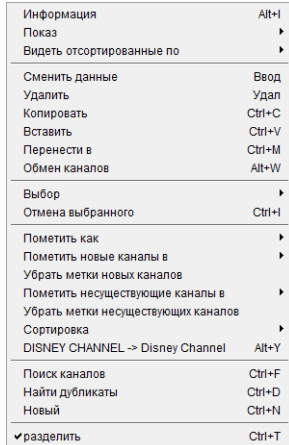 Информация Alt+I
Показ
Видеть отсортированные по
Сменить данные Ввод
Удалить Удал
Копировать Ctrl+C
Вставить Ctrl+V
Перенести в Ctrl+M
Обмен каналов Alt+W
Выбор
Отмена выбранного Ctrl+I
Пометить как
Пометить новые каналы в
Убрать метки новых каналов
Пометить несуществующие каналы в
Убрать метки несуществующих каналов
Сортировка
DISNEY CHANNEL -> Disney Channel Alt+Y
Поиск каналов Ctrl+F
Найти дубликаты Ctrl+D
Новый Ctrl+N
разделить Ctrl+T